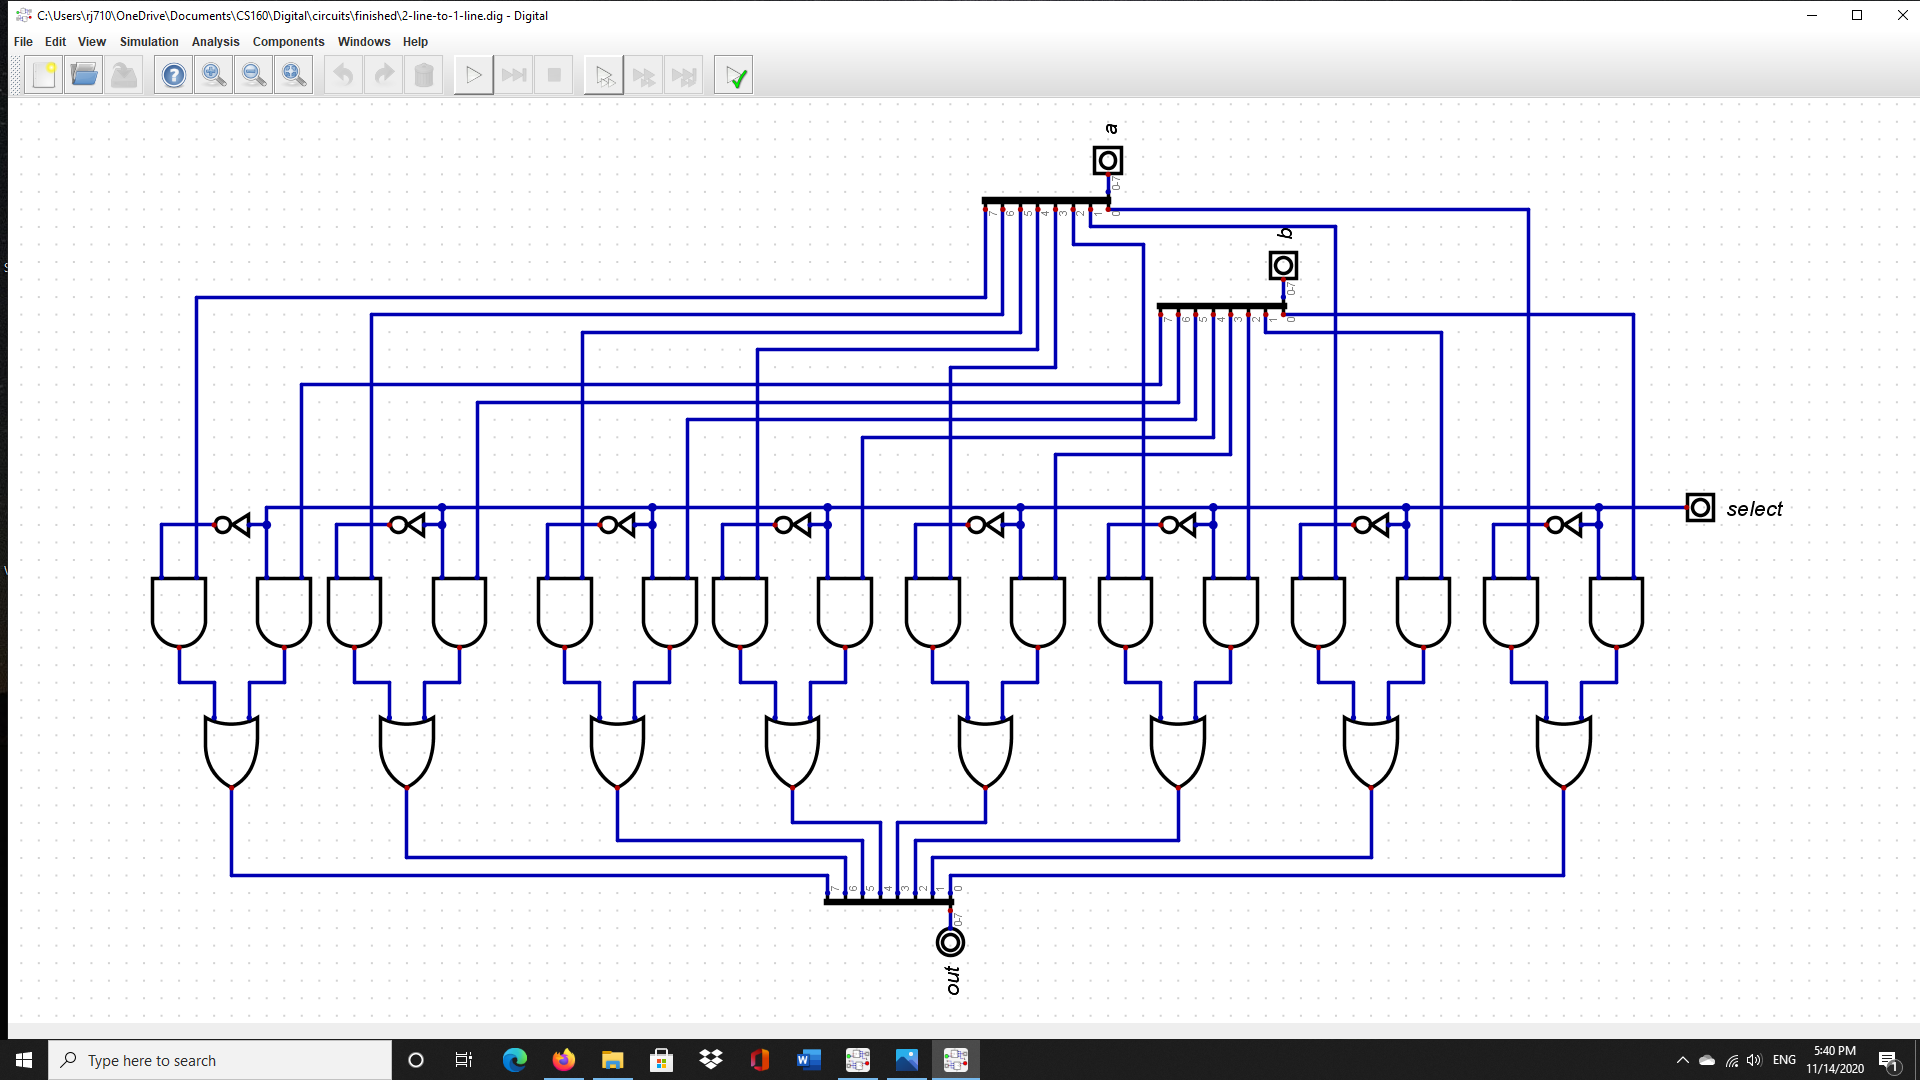 C:\Users\rj710\OneDrive\Documents\CS160\Digital\circuits\finished\2-line-to-1-line.dig - Digital
File Edit View Simulation Analysis Components Windows Help
a
0-7
7 6 5 4 3 2 1 0
b
0-7
7 6 5 4 3 2 1 0
select
7 6 5 4 3 2 1 0
0-7
out
Type here to search
ENG
5:40 PM
11/14/2020
1